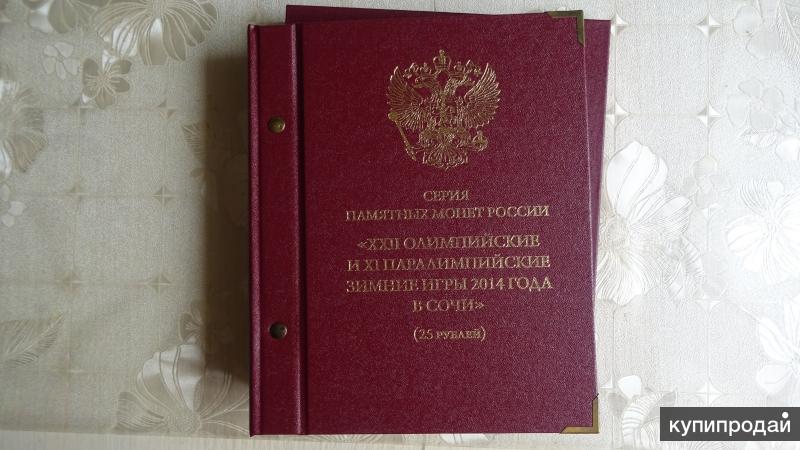 СЕРИЯ
ПАМЯТНЫХ МОНЕТ РОССИИ
«XXII ОЛИМПИЙСКИЕ
И XI ПАРАЛИМПИЙСКИЕ
ЗИМНИЕ ИГРЫ 2014 ГОДА
В СОЧИ»
(25 РУБЛЕЙ)
купипродай